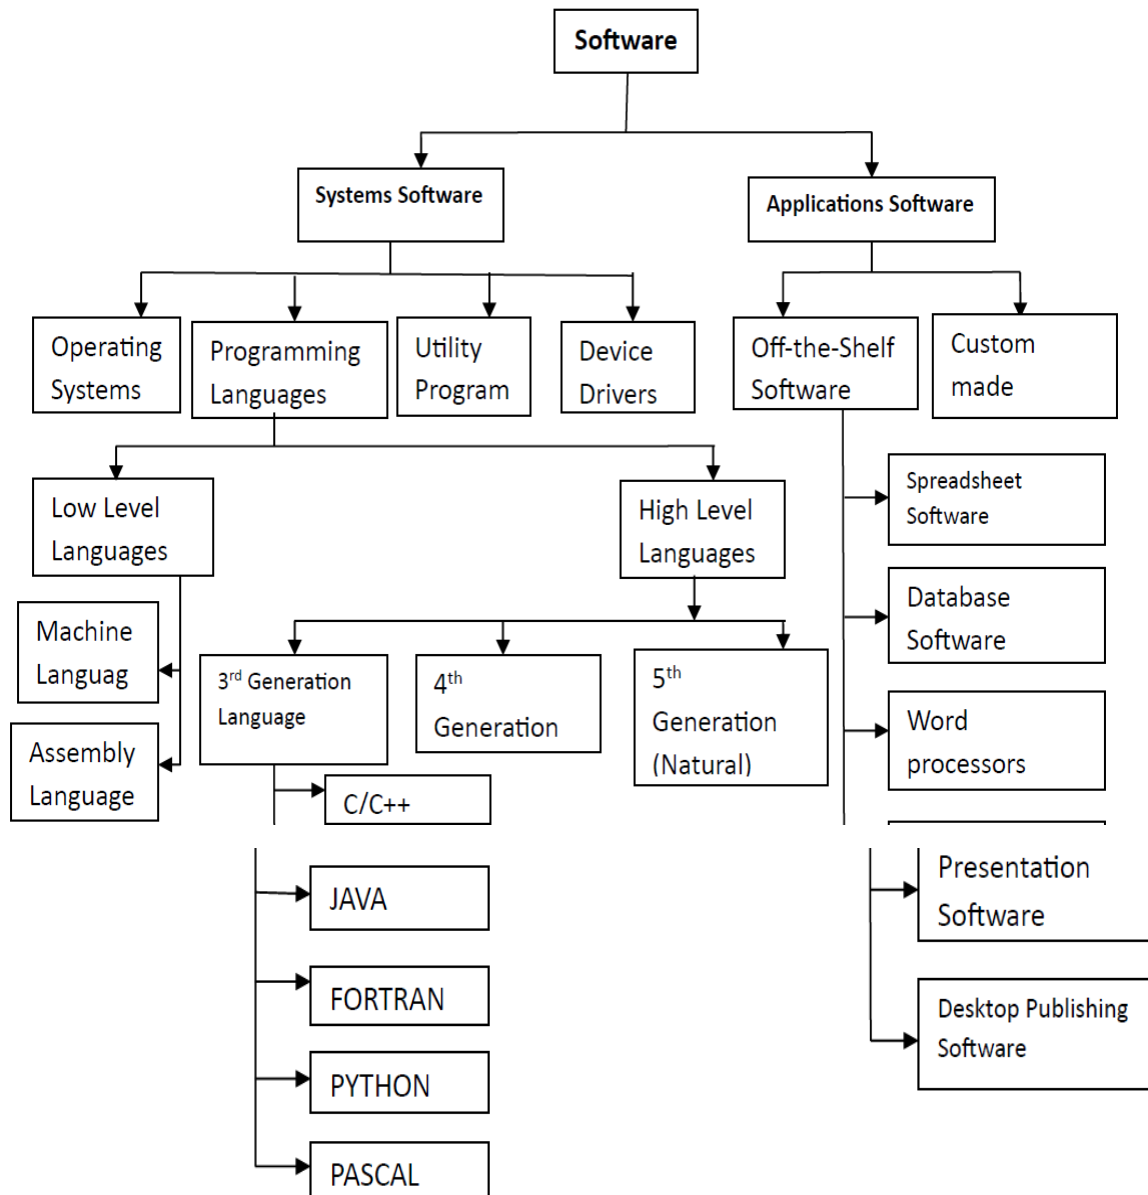 Software
Systems Software
Applications Software
Operating
Systems
Programming
Languages
Utility
Program
Device
Drivers
Off-the-Shelf
Software
Custom
made
Low Level
Languages
High Level
Languages
Spreadsheet
Software
Machine
Languag
Assembly
Language
3rd Generation
Language
4th
Generation
5th
Generation
(Natural)
Database
Software
Word
processors
C/C++
JAVA
FORTRAN
PYTHON
PASCAL
Presentation
Software
Desktop Publishing
Software